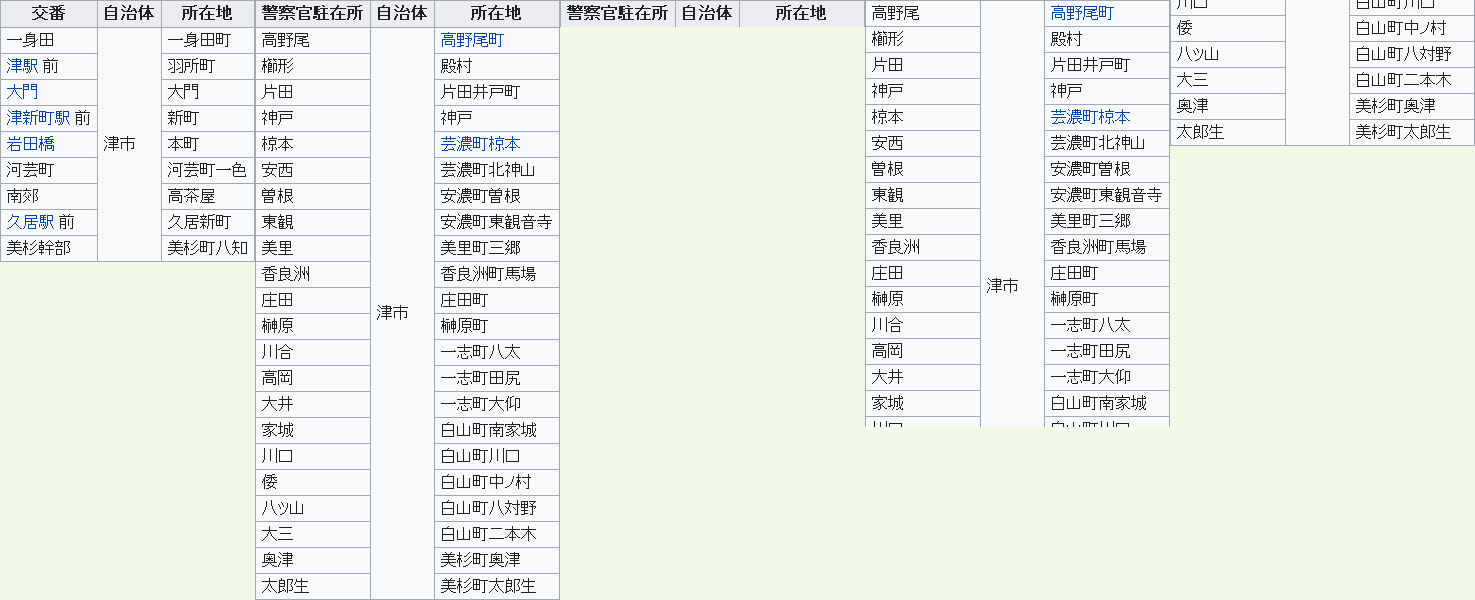 交番 自治体 所在地
一身田 津市 一身田町
津駅 前 羽所町
大門 大門
津新町駅 前 新町
岩田橋 本町
河芸町 河芸町一色
南郊 高茶屋
久居駅 前 久居新町
美杉幹部 美杉町八知
警察官駐在所 自治体 所在地
高野尾 津市 高野尾町
櫛形 殿村
片田 片田井戸町
神戸 神戸
椋本 芸濃町椋本
安西 芸濃町北神山
曽根 安濃町曽根
東観 安濃町東観音寺
美里 美里町三郷
香良洲 香良洲町馬場
庄田 庄田町
榊原 榊原町
川合 一志町八太
高岡 一志町田尻
大井 一志町大仰
家城 白山町南家城
川口 白山町川口
倭 白山町中ノ村
八ッ山 白山町八対野
大三 白山町二本木
奥津 美杉町奥津
太郎生 美杉町太郎生
警察官駐在所 自治体 所在地
高野尾 津市 高野尾町
櫛形 殿村
片田 片田井戸町
神戸 神戸
椋本 芸濃町椋本
安西 芸濃町北神山
曽根 安濃町曽根
東観 安濃町東観音寺
美里 美里町三郷
香良洲 香良洲町馬場
庄田 庄田町
榊原 榊原町
川合 一志町八太
高岡 一志町田尻
大井 一志町大仰
家城 白山町南家城
川口 白山町川口
川口 白山町川口
倭 白山町中ノ村
八ッ山 白山町八対野
大三 白山町二本木
奥津 美杉町奥津
太郎生 美杉町太郎生